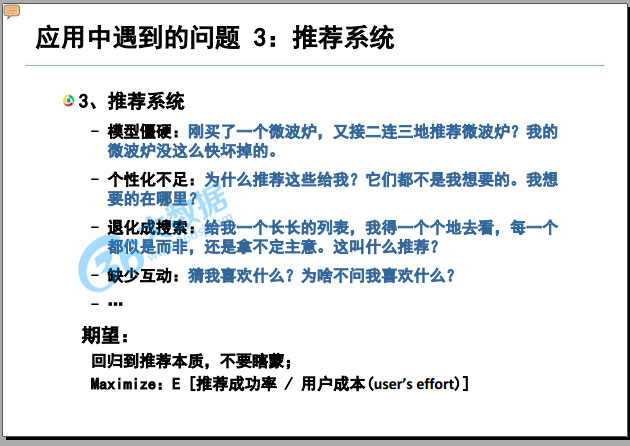 应用中遇到的问题 3：推荐系统
3、推荐系统
– 模型僵硬：刚买了一个微波炉，又接二连三地推荐微波炉？我的
微波炉没这么快坏掉的。
– 个性化不足：为什么推荐这些给我？它们都不是我想要的。我想
要的在哪里？
– 退化成搜索：给我一个长长的列表，我得一个个地去看，每一个
都似是而非，还是拿不定主意。这叫什么推荐？
– 缺少互动：猜我喜欢什么？为啥不问我喜欢什么？
– …
期望：
回归到推荐本质，不要瞎蒙；
Maximize：E [推荐成功率 / 用户成本(user’s effort)]